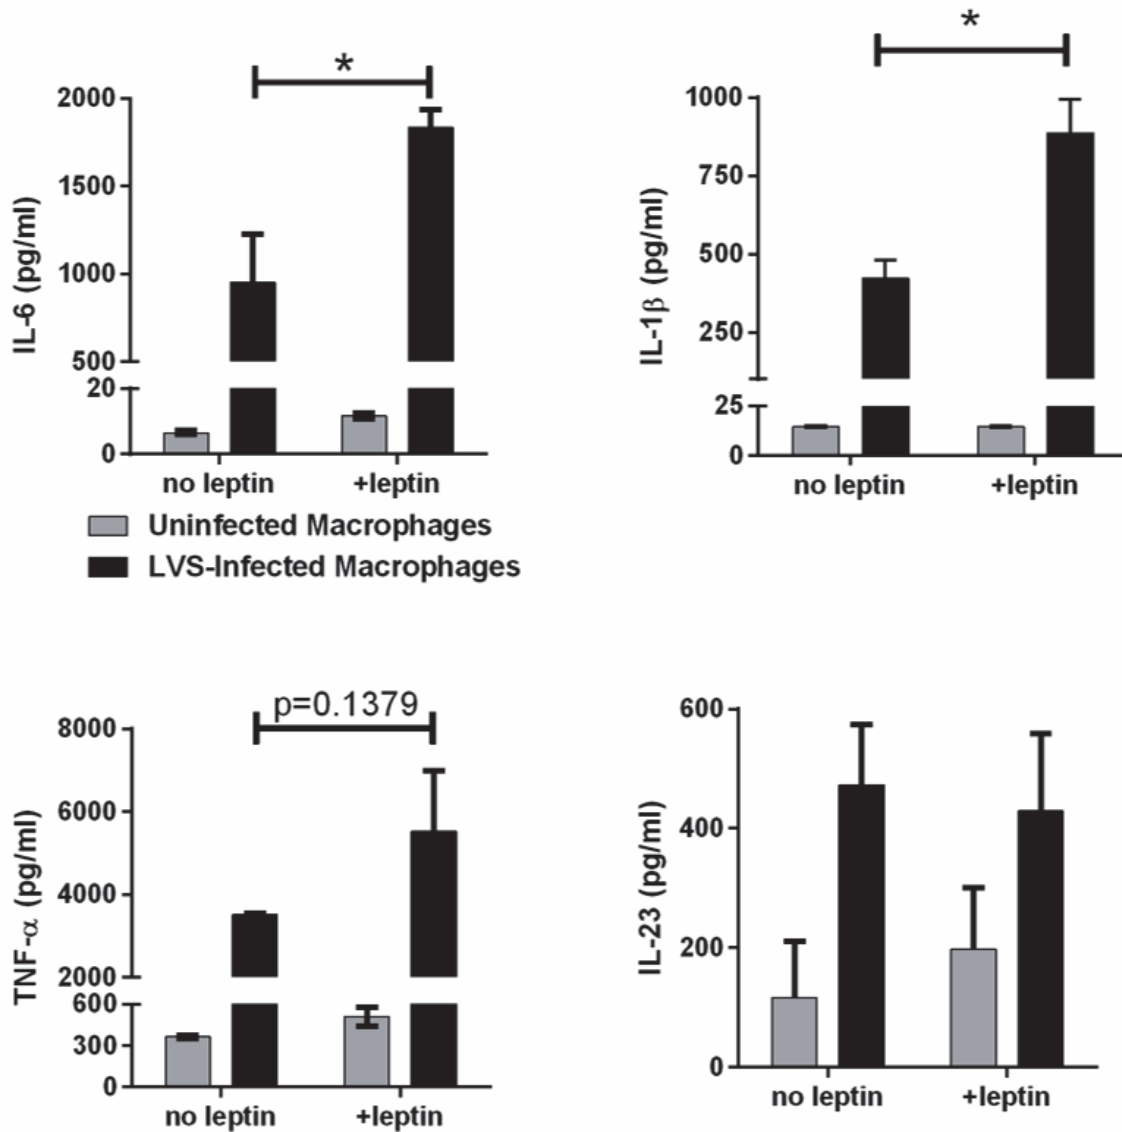 *
2000
1500
1000
500
20
0
IL-6 (pg/ml)
no leptin
+leptin
*
1000
750
500
250
25
0
IL-1β (pg/ml)
no leptin
+leptin
Uninfected Macrophages
LVS-Infected Macrophages
p=0.1379
8000
6000
4000
2000
600
300
0
TNF-α (pg/ml)
no leptin
+leptin
600
400
200
0
IL-23 (pg/ml)
no leptin
+leptin